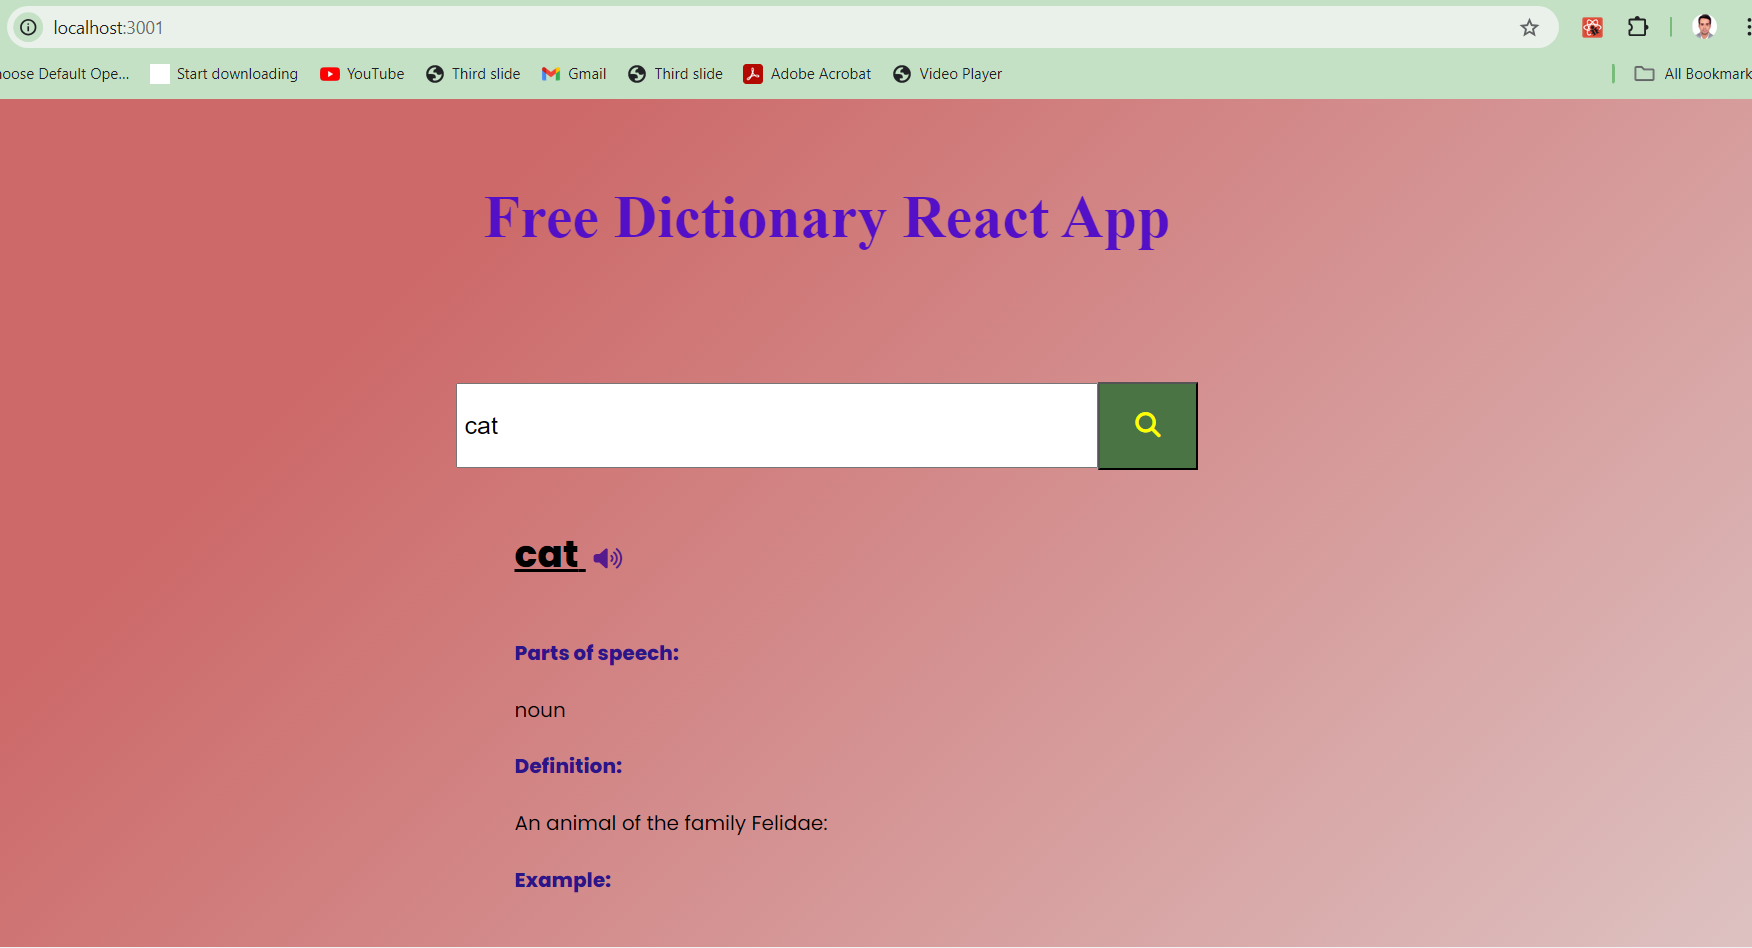 localhost:3001
oose Default Ope... Start downloading YouTube Third slide Gmail Third slide Adobe Acrobat Video Player All Bookmark
Free Dictionary React App
cat
cat
Parts of speech:
noun
Definition:
An animal of the family Felidae:
Example: